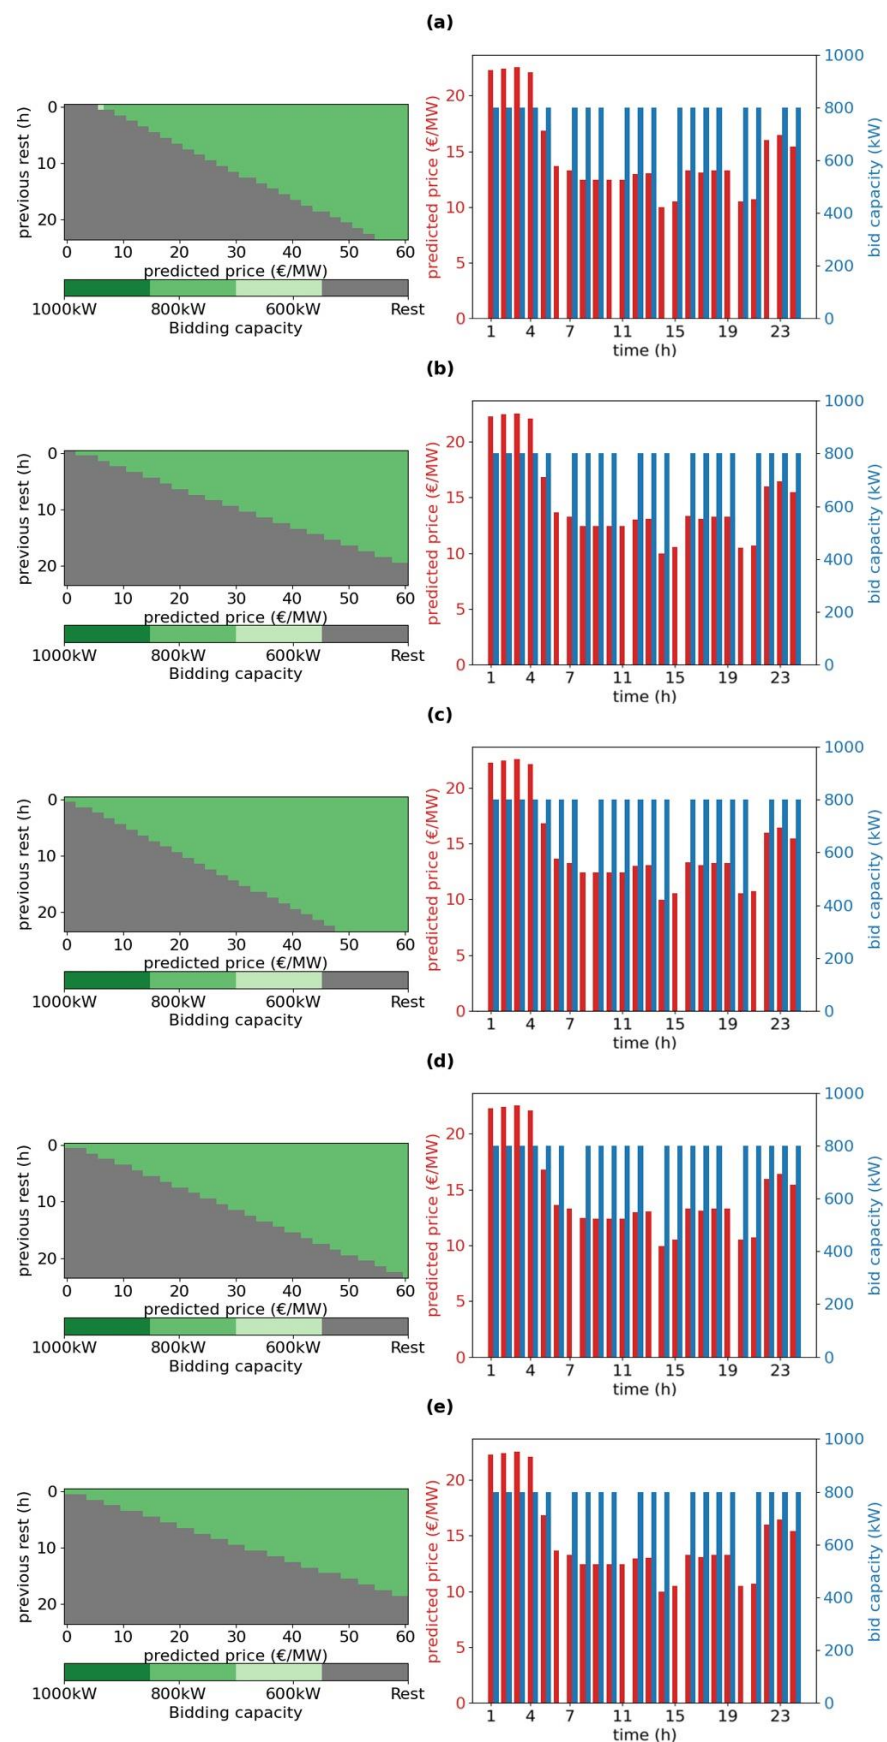 (a)
previous rest (h)
0
10
20
0 10 20 30 40 50 60
predicted price (€/MW)
1000kW 800kW 600kW Rest
Bidding capacity
predicted price (€/MW)
20
15
10
5
0
1 4 7 11 15 19 23
time (h)
1000
800
600
400
200
0
bid capacity (kW)
(b)
previous rest (h)
0
10
20
0 10 20 30 40 50 60
predicted price (€/MW)
1000kW 800kW 600kW Rest
Bidding capacity
predicted price (€/MW)
20
15
10
5
0
1 4 7 11 15 19 23
time (h)
1000
800
600
400
200
0
bid capacity (kW)
(c)
previous rest (h)
0
10
20
0 10 20 30 40 50 60
predicted price (€/MW)
1000kW 800kW 600kW Rest
Bidding capacity
predicted price (€/MW)
20
15
10
5
0
1 4 7 11 15 19 23
time (h)
1000
800
600
400
200
0
bid capacity (kW)
(d)
previous rest (h)
0
10
20
0 10 20 30 40 50 60
predicted price (€/MW)
1000kW 800kW 600kW Rest
Bidding capacity
predicted price (€/MW)
20
15
10
5
0
1 4 7 11 15 19 23
time (h)
1000
800
600
400
200
0
bid capacity (kW)
(e)
previous rest (h)
0
10
20
0 10 20 30 40 50 60
predicted price (€/MW)
1000kW 800kW 600kW Rest
Bidding capacity
predicted price (€/MW)
20
15
10
5
0
1 4 7 11 15 19 23
time (h)
1000
800
600
400
200
0
bid capacity (kW)